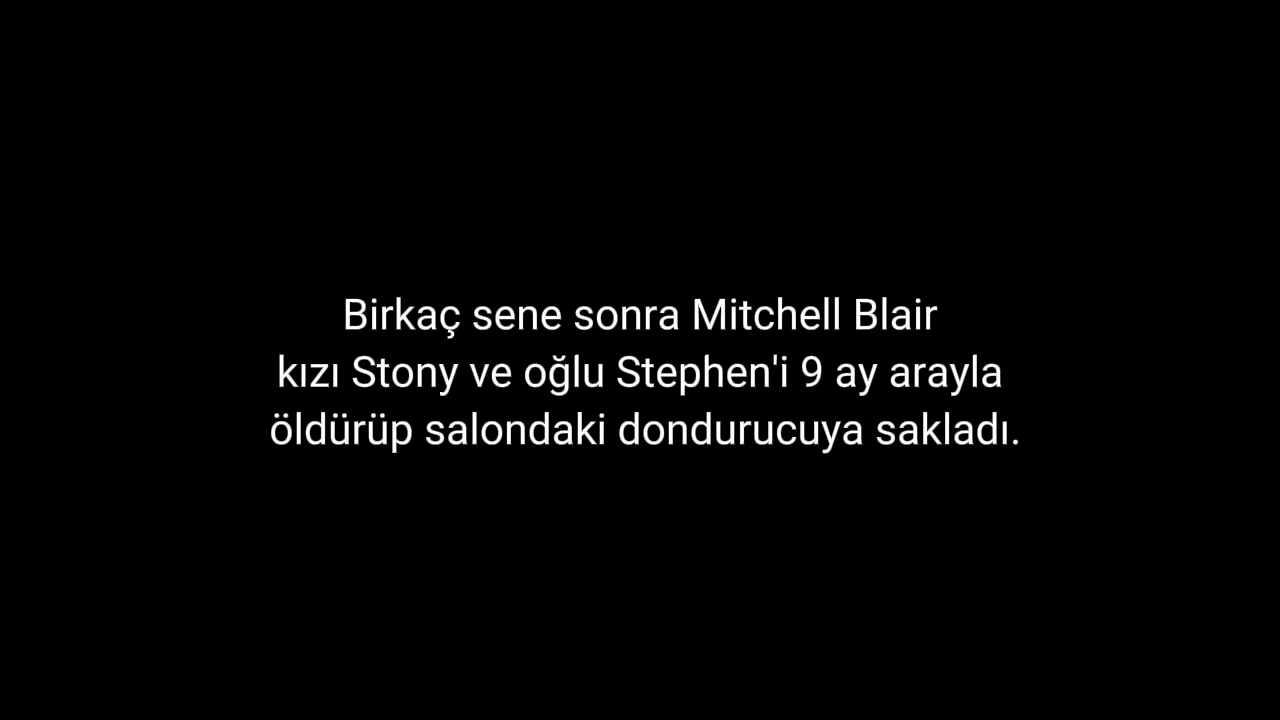 Birkaç sene sonra Mitchell Blair
kızı Stony ve oğlu Stephen'i 9 ay arayla
öldürüp salondaki dondurucuya sakladı.